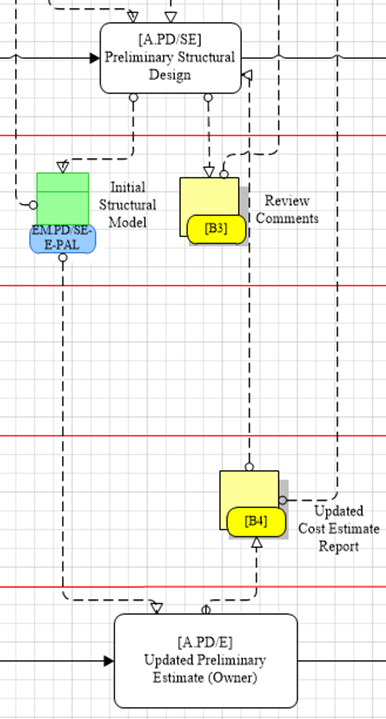 [A.PD/SE]
Preliminary Structural
Design
Initial
Structural
Model
EM.PD/SE-
E-PAL
Review
Comments
[B3]
[B4]
Updated
Cost Estimate
Report
[A.PD/E]
Updated Preliminary
Estimate (Owner)